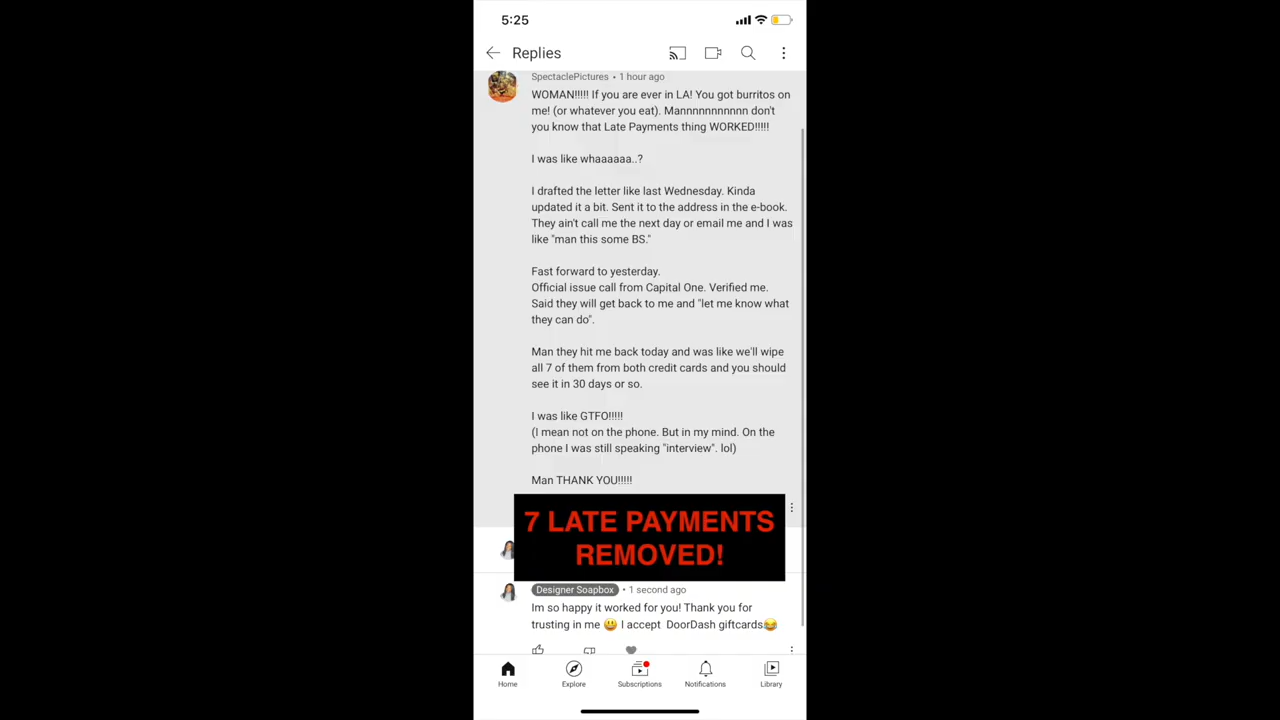 5:25
Replies
SpectaclePictures • 1 hour ago
WOMAN!!!!! If you are ever in LA! You got burritos on
me! (or whatever you eat). Mannnnnnnnnnn don't
you know that Late Payments thing WORKED!!!!!
I was like whaaaaaa..?
I drafted the letter like last Wednesday. Kinda
updated it a bit. Sent it to the address in the e-book.
They ain't call me the next day or email me and I was
like "man this some BS."
Fast forward to yesterday.
Official issue call from Capital One. Verified me.
Said they will get back to me and "let me know what
they can do".
Man they hit me back today and was like we'll wipe
all 7 of them from both credit cards and you should
see it in 30 days or so.
I was like GTFO!!!!!
(I mean not on the phone. But in my mind. On the
phone I was still speaking "interview". lol)
Man THANK YOU!!!!!
7 LATE PAYMENTS
REMOVED!
Designer Soapbox • 1 second ago
Im so happy it worked for you! Thank you for
trusting in me 😃 I accept DoorDash giftcards😂
Home Explore Subscriptions Notifications Library